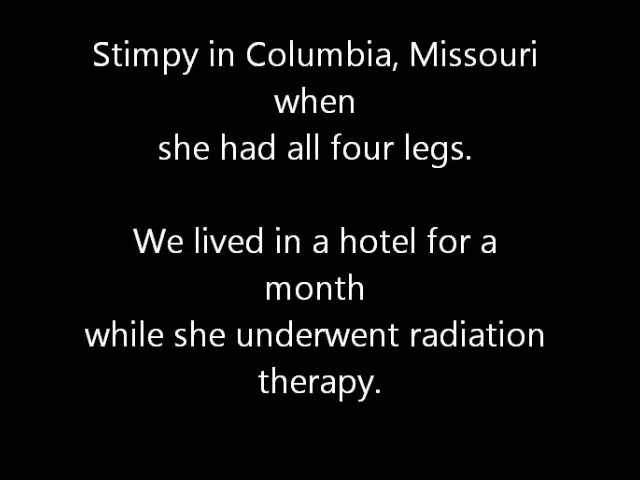 Stimpy in Columbia, Missouri
when
she had all four legs.
We lived in a hotel for a
month
while she underwent radiation
therapy.